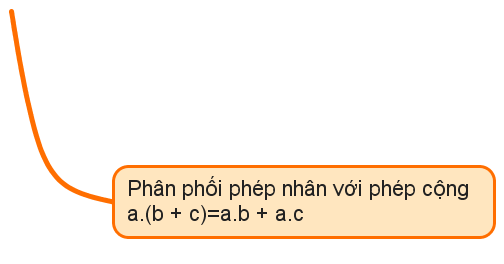 Phân phối phép nhân với phép cộng
a.(b + c)=a.b + a.c